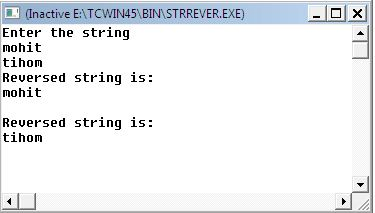 (Inactive E:\TCWIN45\BIN\STRREVER.EXE)
Enter the string
mohit
tihom
Reversed string is:
mohit
Reversed string is:
tihom